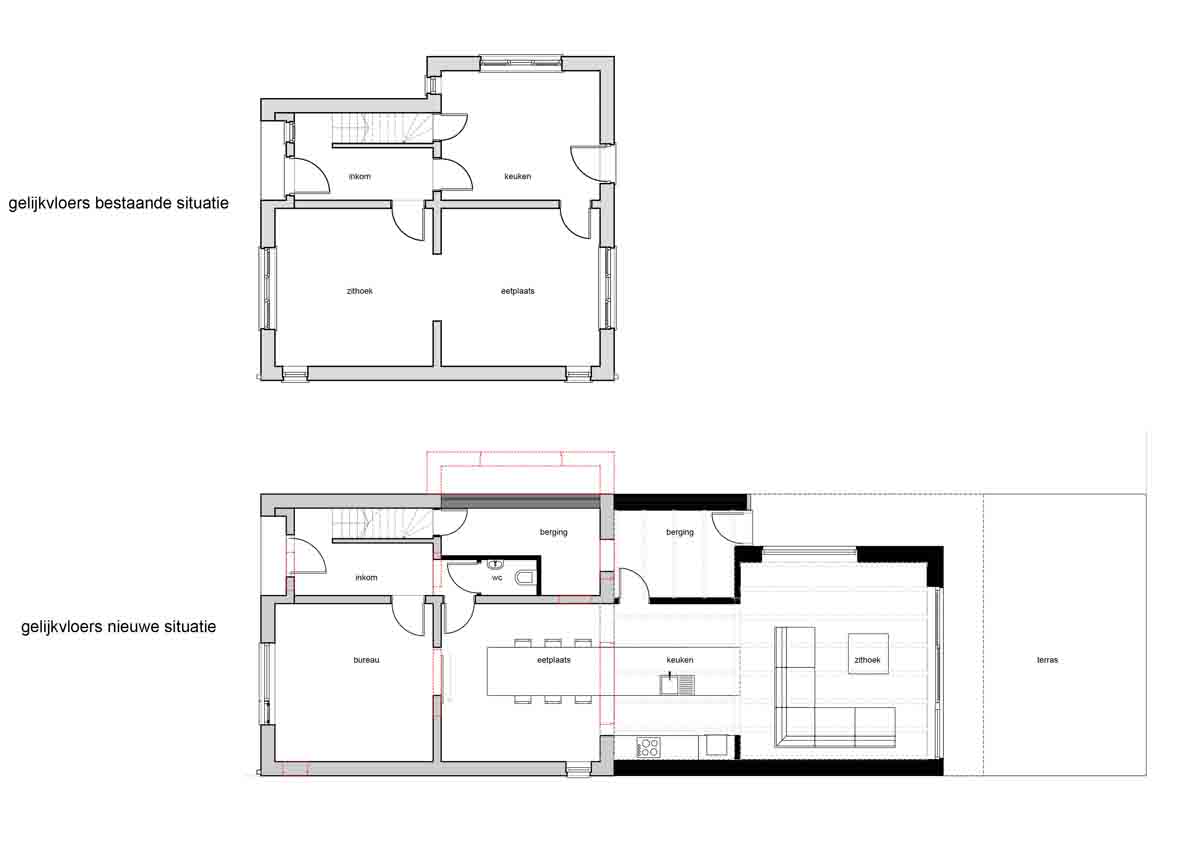 inkom
keuken
gelijkvloers bestaande situatie
zithoek
eetplaats
berging
berging
inkom
wc
gelijkvloers nieuwe situatie
bureau
eetplaats
keuken
zithoek
terras